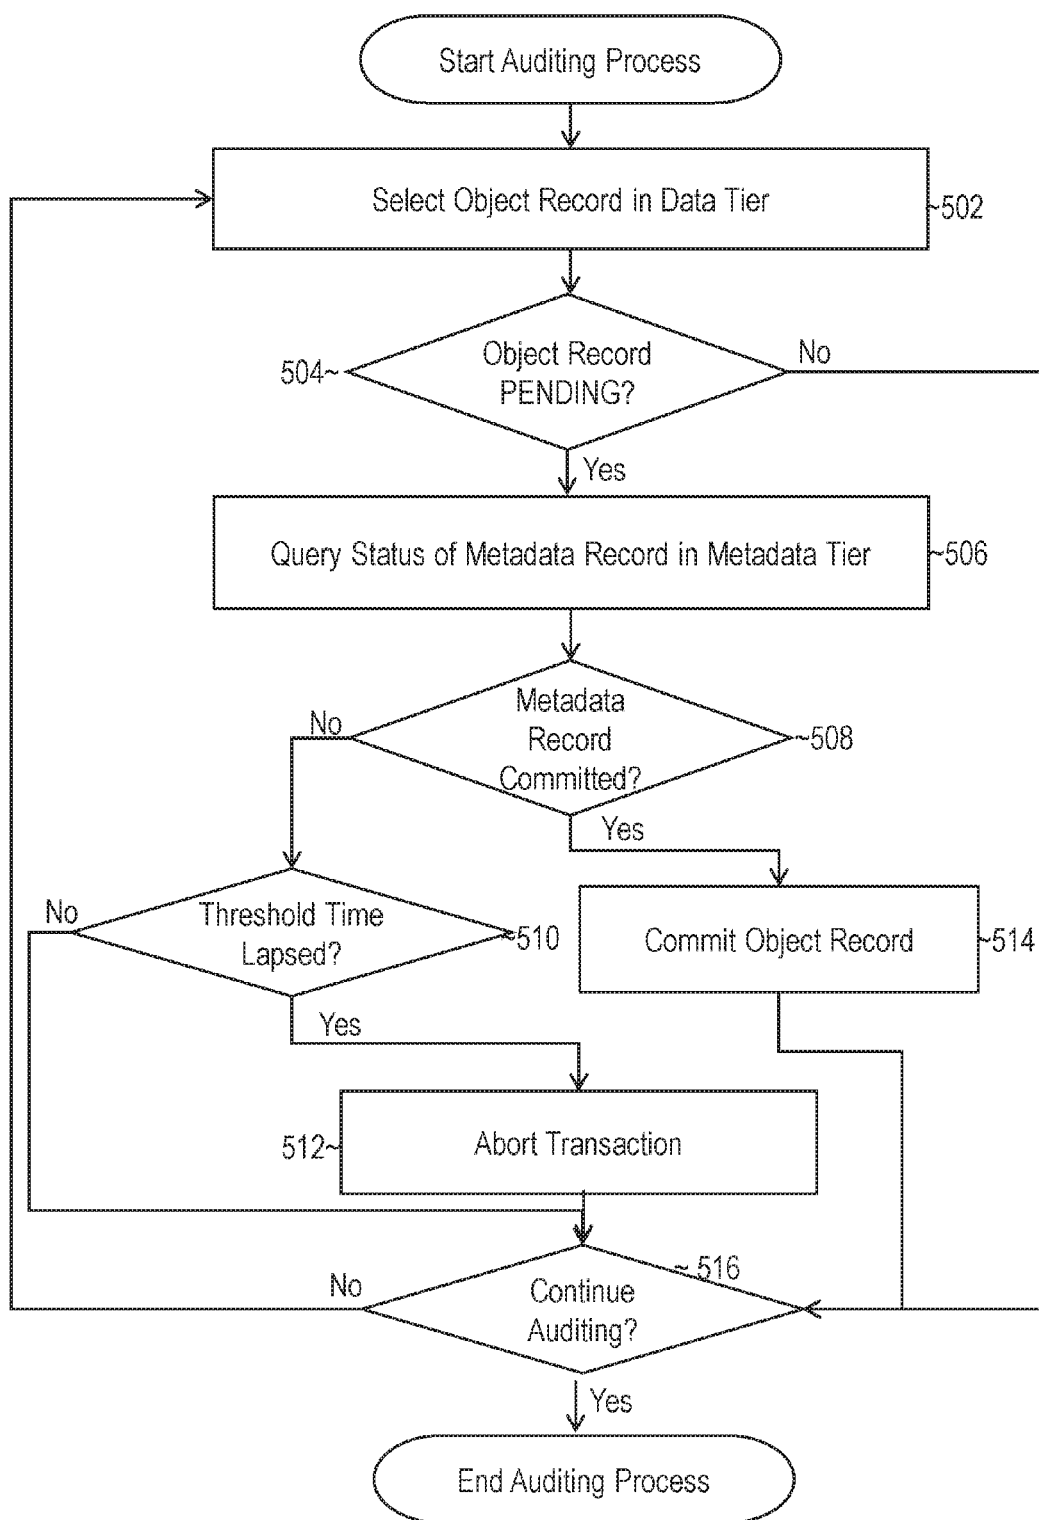 Start Auditing Process
Select Object Record in Data Tier
~502
Object Record
PENDING?
504~
No
Yes
Query Status of Metadata Record in Metadata Tier
~506
Metadata
Record
Committed?
~508
No
Yes
Threshold Time
Lapsed?
~510
No
Yes
Commit Object Record
~514
Abort Transaction
512~
Continue
Auditing?
~516
No
Yes
End Auditing Process